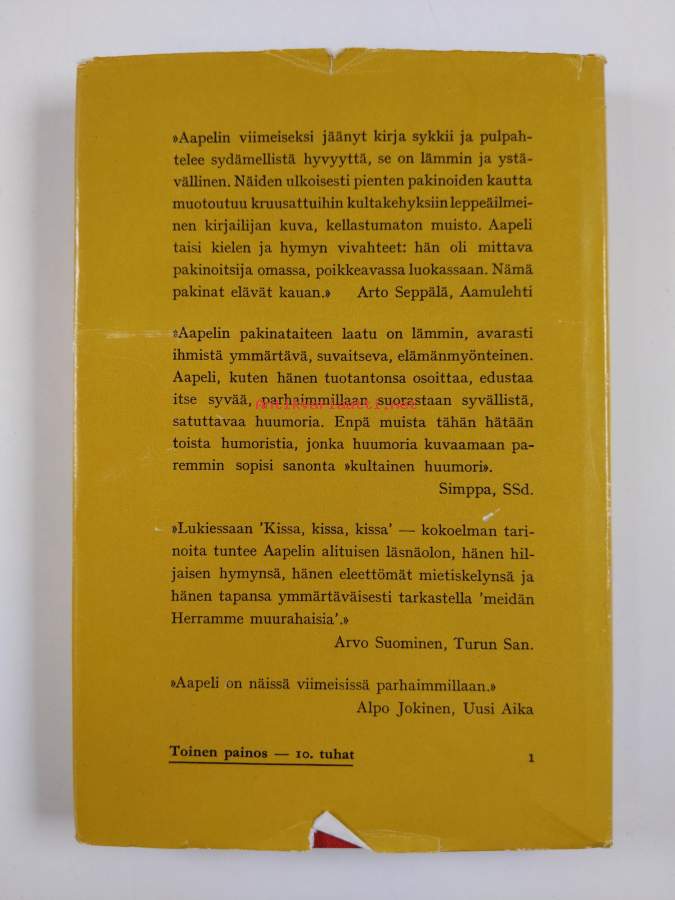 »Aapelin viimeiseksi jäänyt kirja sykkii ja pulpah-
telee sydämellistä hyvyyttä, se on lämmin ja ystä-
vällinen. Näiden ulkoisesti pienten pakinoiden kautta
muotoutuu kruusattuihin kultakehyksiin leppeäilmei-
nen kirjailijan kuva, kellastumaton muisto. Aapeli
taisi kielen ja hymyn vivahteet: hän oli mittava
pakinoitsija omassa, poikkeavassa luokassaan. Nämä
pakinat elävät kauan.» Arto Seppälä, Aamulehti
»Aapelin pakinataiteen laatu on lämmin, avarasti
ihmistä ymmärtävä, suvaitseva, elämänmyönteinen.
Aapeli, kuten hänen tuotantonsa osoittaa, edustaa
itse syvää, parhaimmillaan suorastaan syvällistä,
Antikvariaatti.net
satuttavaa huumoria. Enpä muista tähän hätään
toista humoristia, jonka huumoria kuvaamaan pa-
remmin sopisi sanonta »kultainen huumori».
Simppa, SSd.
»Lukiessaan 'Kissa, kissa, kissa' — kokoelman tari-
noita tuntee Aapelin alituisen läsnäolon, hänen hil-
jaisen hymynsä, hänen eleettömät mietiskelynsä ja
hänen tapansa ymmärtäväisesti tarkastella 'meidän
Herramme muurahaisia'.»
Arvo Suominen, Turun San.
»Aapeli on näissä viimeisissä parhaimmillaan.»
Alpo Jokinen, Uusi Aika
Toinen painos — 10. tuhat 1